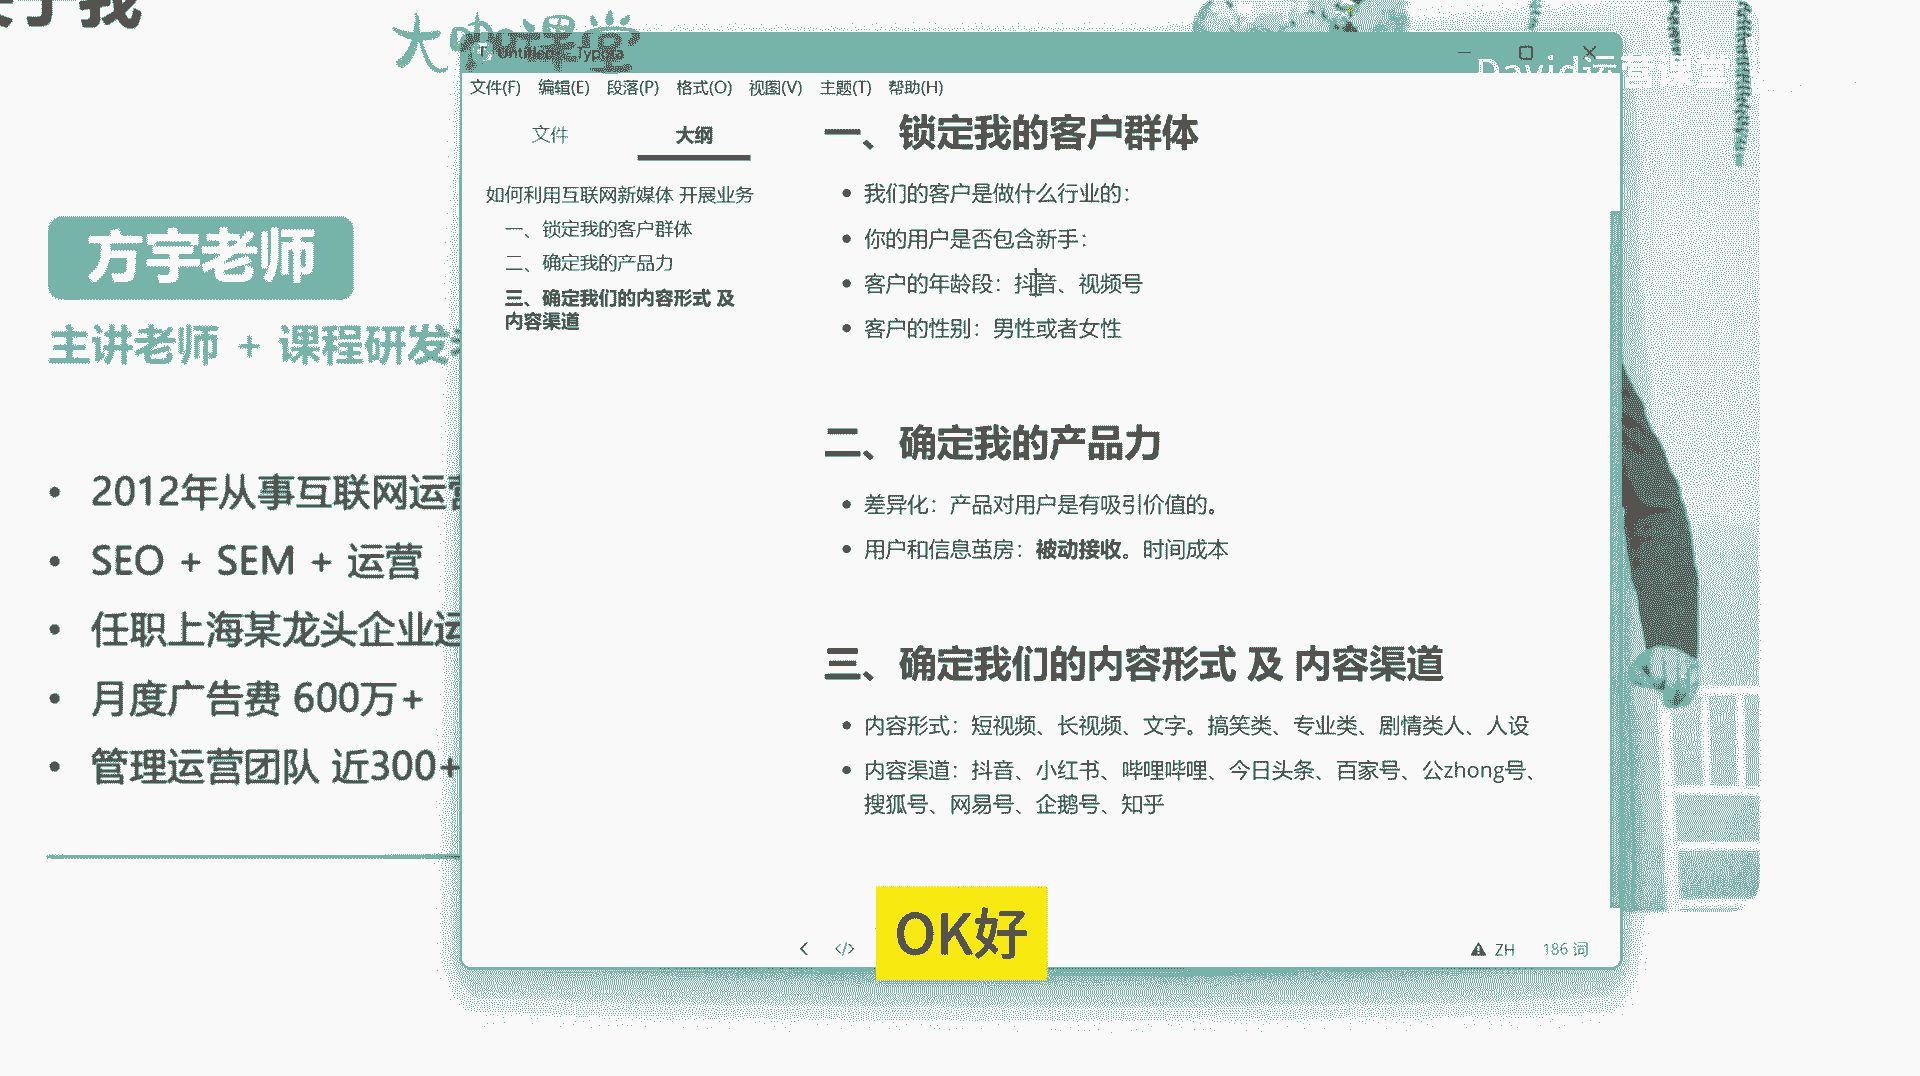 关于我
大咖课堂
Untitled - Typora
David运营课堂
文件(F) 编辑(E) 段落(P) 格式(O) 视图(V) 主题(T) 帮助(H)
文件 大纲
如何利用互联网新媒体 开展业务
一、锁定我的客户群体
二、确定我的产品力
三、确定我们的内容形式 及
内容渠道
一、锁定我的客户群体
我们的客户是做什么行业的：
你的用户是否包含新手：
客户的年龄段：抖音、视频号
客户的性别：男性或者女性
二、确定我的产品力
差异化：产品对用户是有吸引价值的。
用户和信息茧房：被动接收。时间成本
三、确定我们的内容形式 及 内容渠道
内容形式：短视频、长视频、文字。搞笑类、专业类、剧情类人、人设
内容渠道：抖音、小红书、哔哩哔哩、今日头条、百家号、公zhong号、
搜狐号、网易号、企鹅号、知乎
ZH 186 词
方宇老师
主讲老师 + 课程研发
• 2012年从事互联网运营
• SEO + SEM + 运营
• 任职上海某龙头企业运
• 月度广告费 600万+
• 管理运营团队 近300+
OK好